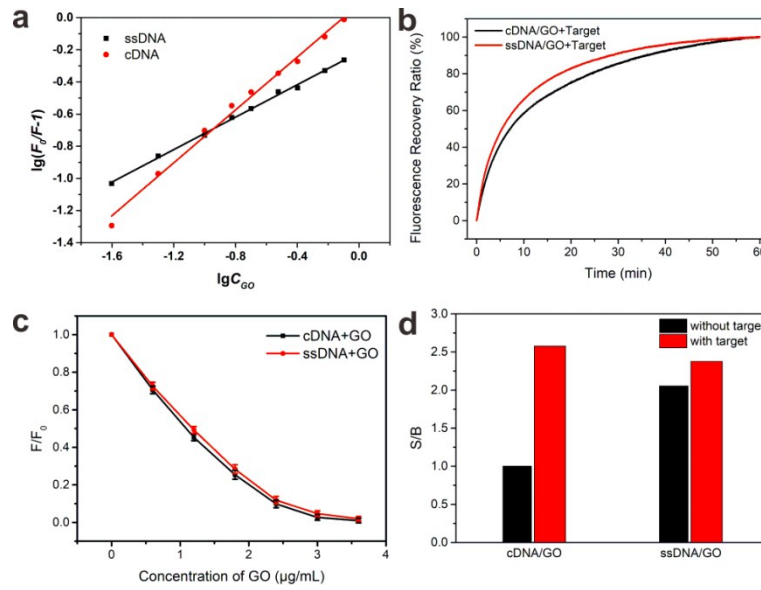 a
ssDNA
cDNA
lg(F₀/F-1)
0.0
-0.2
-0.4
-0.6
-0.8
-1.0
-1.2
-1.4
-1.6 -1.2 -0.8 -0.4 0.0
lgC_GO
b
cDNA/GO+Target
ssDNA/GO+Target
Fluorescence Recovery Ratio (%)
100
80
60
40
20
0
0 10 20 30 40 50 60
Time (min)
c
cDNA+GO
ssDNA+GO
F/F₀
1.0
0.8
0.6
0.4
0.2
0.0
0 1 2 3 4
Concentration of GO (µg/mL)
d
without target
with target
S/B
3.0
2.5
2.0
1.5
1.0
0.5
0.0
cDNA/GO ssDNA/GO